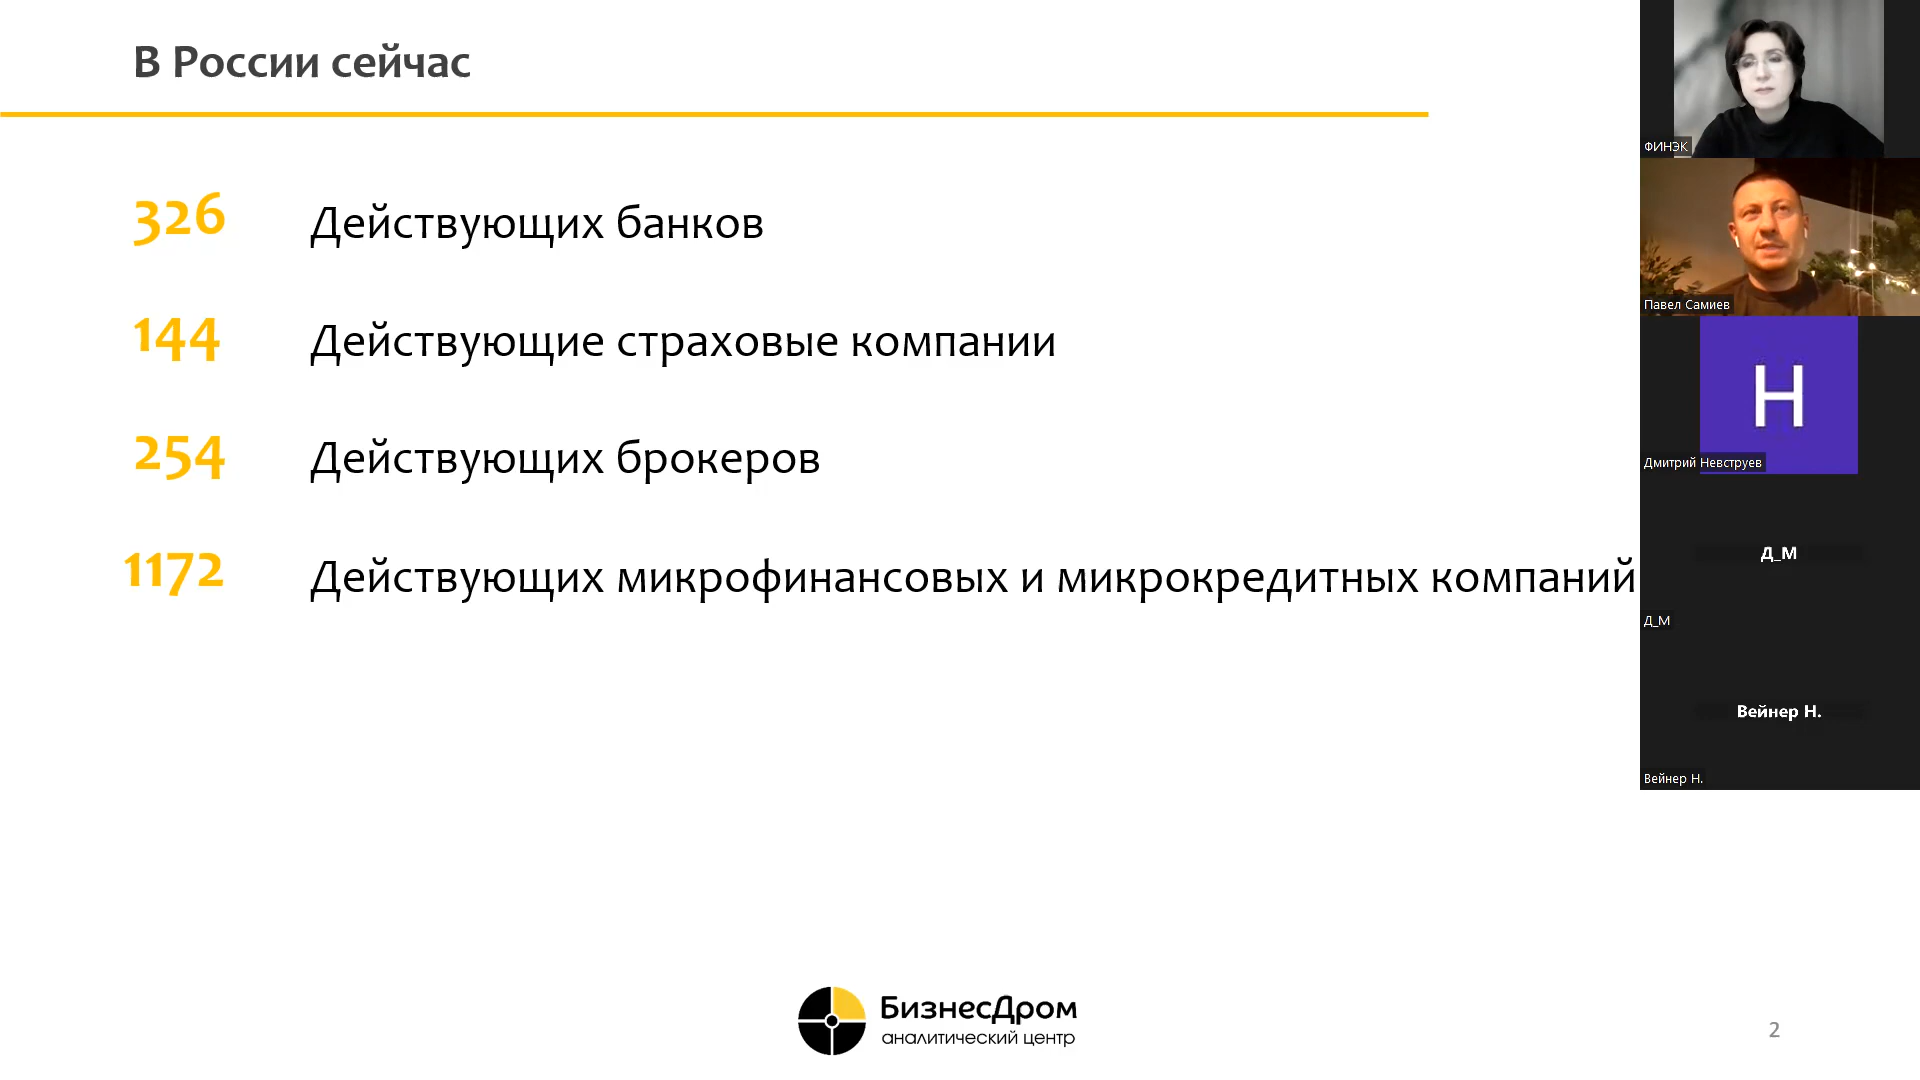 В России сейчас
326 Действующих банков
144 Действующие страховые компании
254 Действующих брокеров
1172 Действующих микрофинансовых и микрокредитных компаний
БизнесДром
аналитический центр
2
ФИНЭК
Павел Самиев
Н
Дмитрий Невструев
Д_М
Д_М
Вейнер Н.
Вейнер Н.